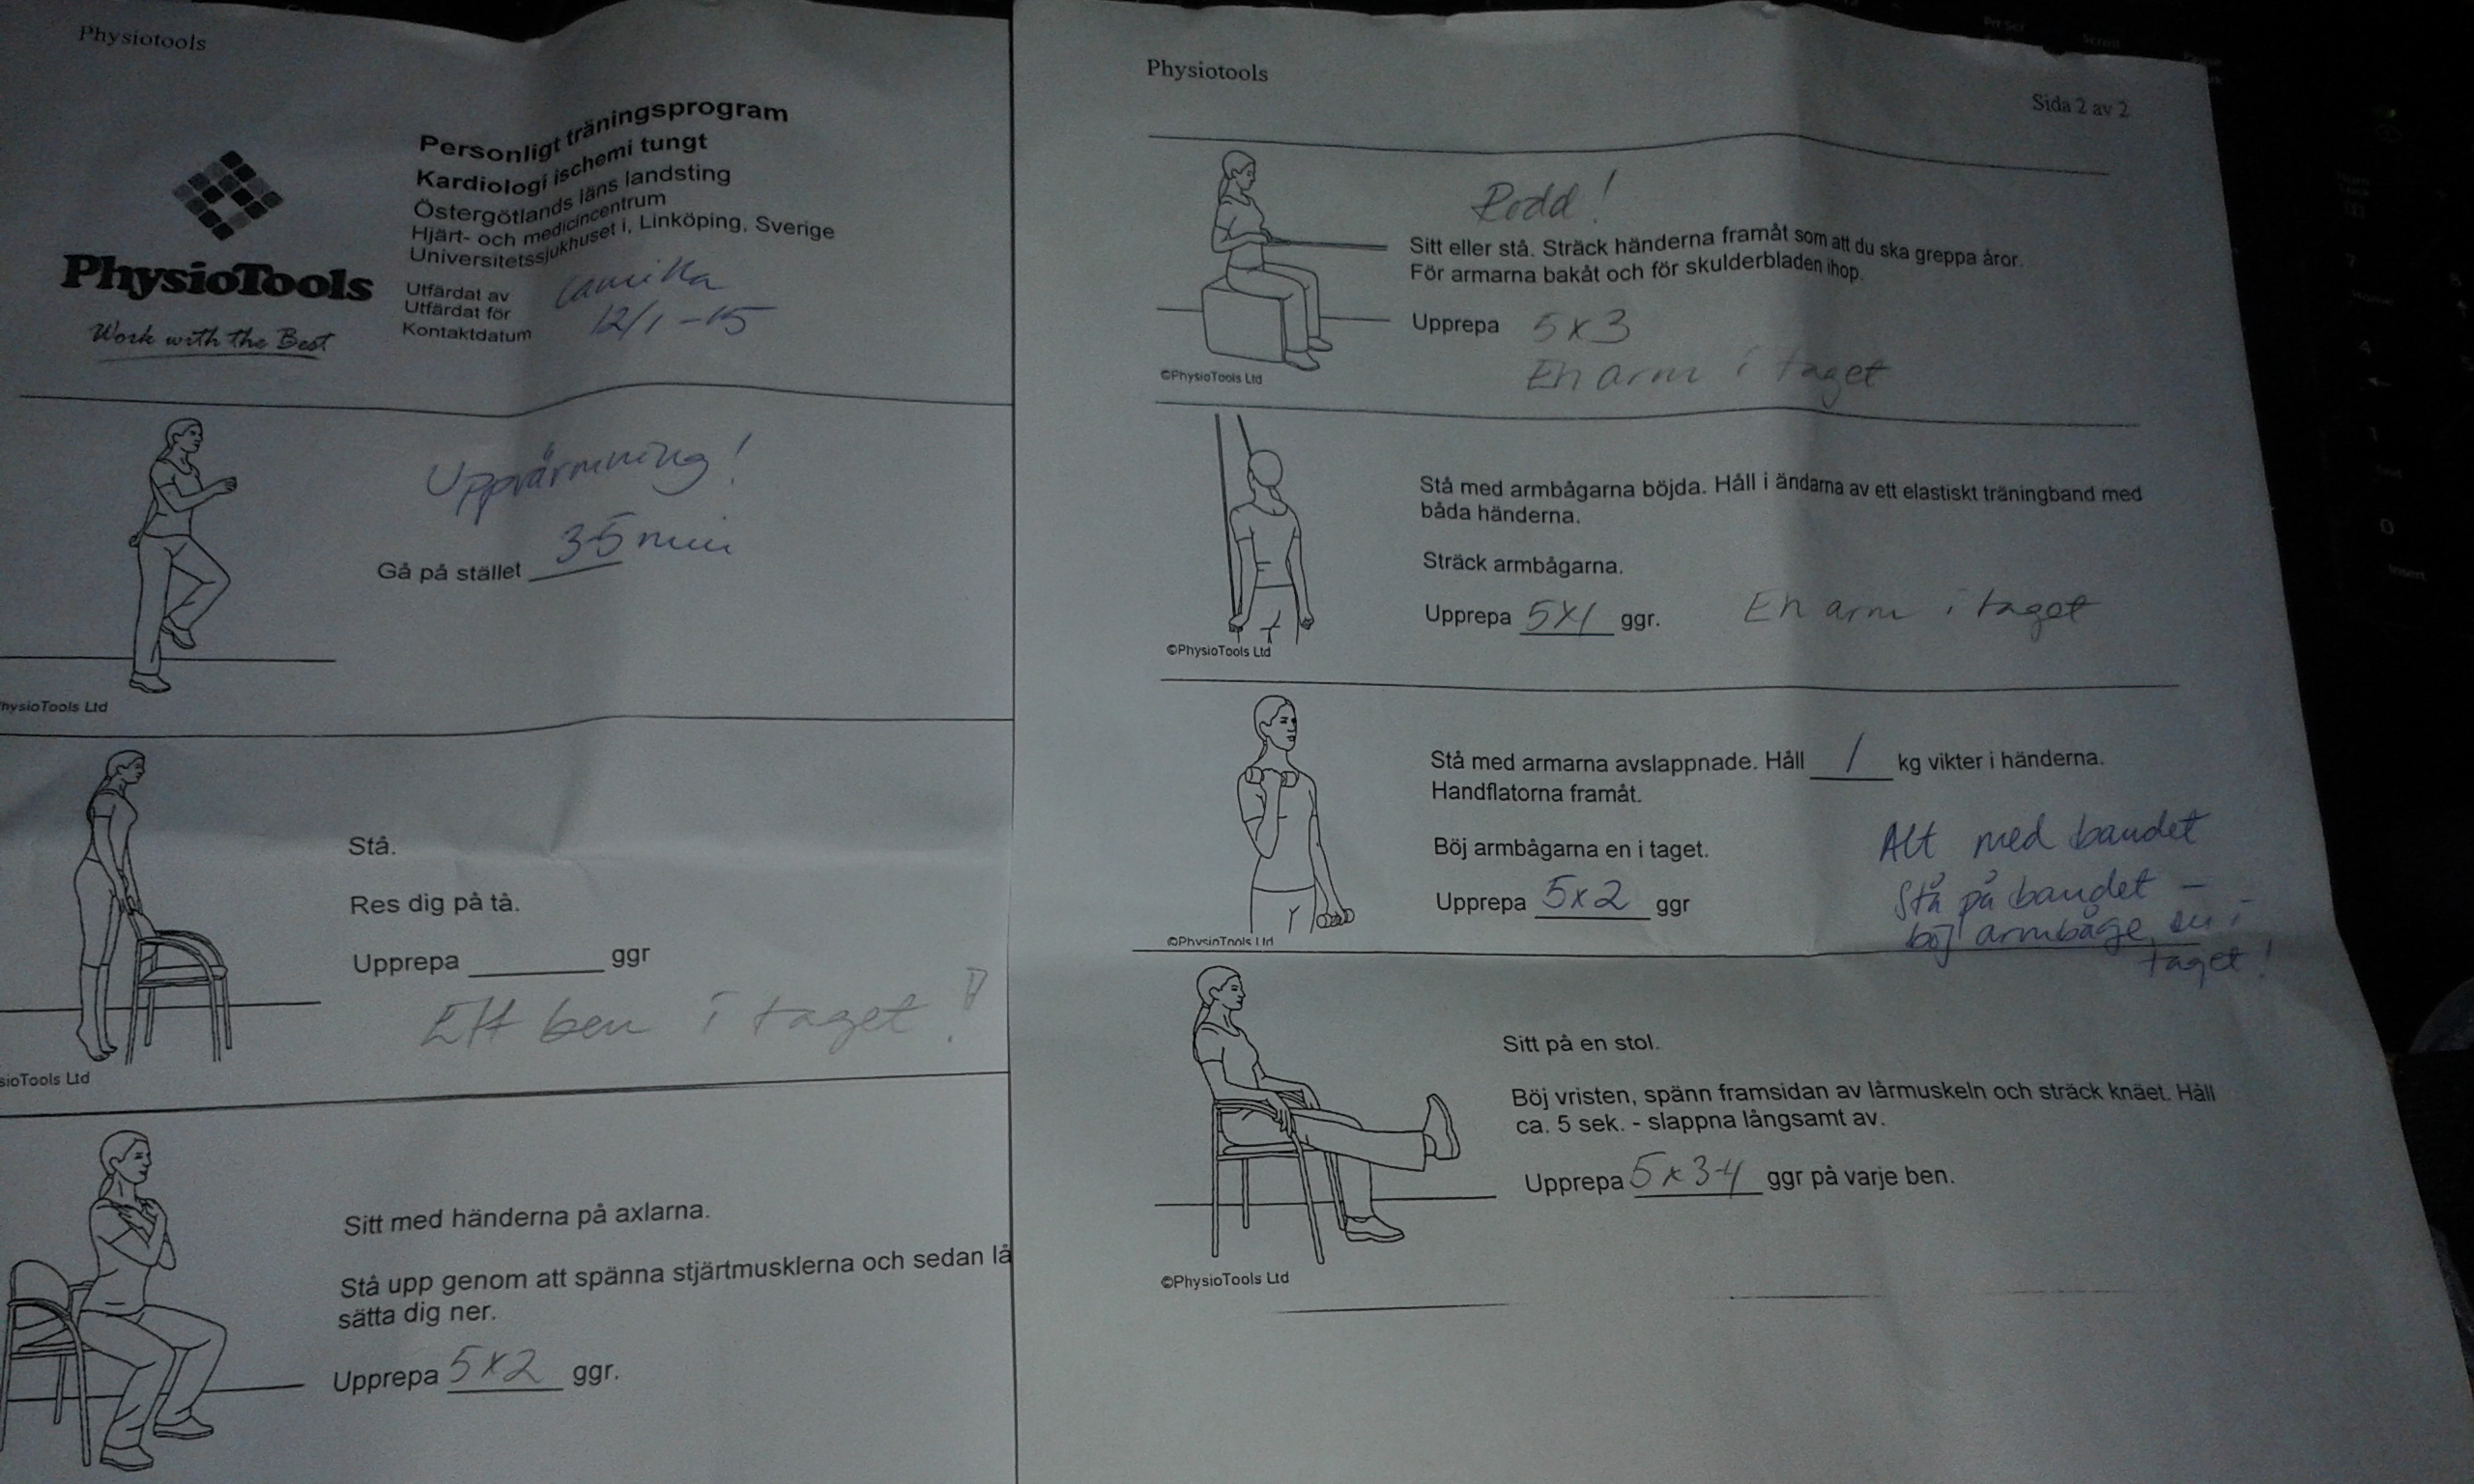 Physiotools
PhysioTools
Work with the Best
Personligt träningsprogram
Kardiologi ischemi tungt
Östergötlands läns landsting
Hjärt- och medicincentrum
Universitetssjukhuset i, Linköping, Sverige
Utfärdat av Camilla
Utfärdat för
Kontaktdatum 12/1-15
Uppvärmning!
Gå på stället 3-5 min
hysioTools Ltd
Stå.
Res dig på tå.
Upprepa ggr
Ett ben i taget!
sioTools Ltd
Sitt med händerna på axlarna.
Stå upp genom att spänna stjärtmusklerna och sedan lå
sätta dig ner.
Upprepa 5x2 ggr.
Physiotools
Sida 2 av 2
Rodd!
Sitt eller stå. Sträck händerna framåt som att du ska greppa åror.
För armarna bakåt och för skulderbladen ihop.
Upprepa 5x3
En arm i taget
©PhysioTools Ltd
Stå med armbågarna böjda. Håll i ändarna av ett elastiskt träningband med
båda händerna.
Sträck armbågarna.
Upprepa 5x1 ggr. En arm i taget
©PhysioTools Ltd
Stå med armarna avslappnade. Håll 1 kg vikter i händerna.
Handflatorna framåt.
Böj armbågarna en i taget.
Upprepa 5x2 ggr
Alt med bandet
Stå på bandet -
böj armbåge en i
taget!
©PhysioTools Ltd
Sitt på en stol.
Böj vristen, spänn framsidan av lårmuskeln och sträck knäet. Håll
ca. 5 sek. - slappna långsamt av.
Upprepa 5x3-4 ggr på varje ben.
©PhysioTools Ltd